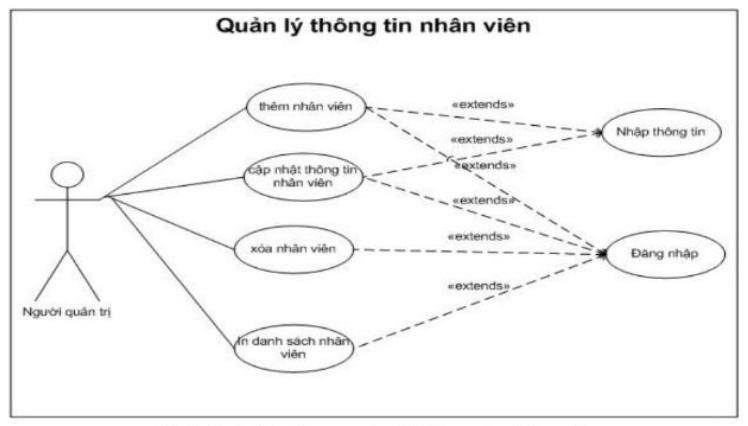 Quản lý thông tin nhân viên
thêm nhân viên
«extends»
Nhập thông tin
«extends»
cập nhật thông tin
nhân viên
«extends»
«extends»
xóa nhân viên
«extends»
Đăng nhập
«extends»
Người quản trị
In danh sách nhân
viên